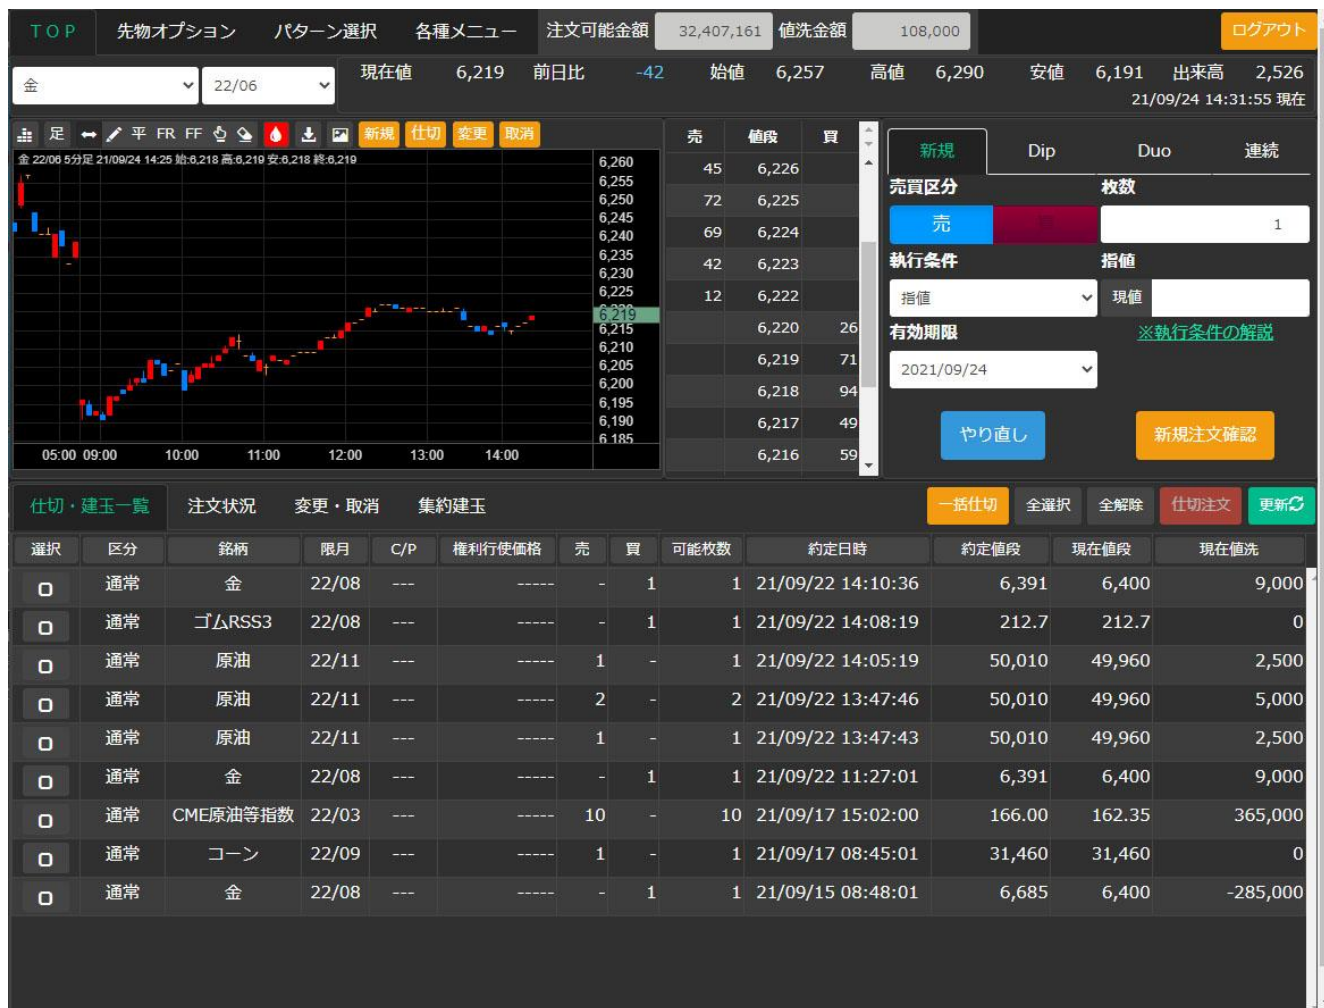 TOP 先物オプション パターン選択 各種メニュー 注文可能金額 32,407,161 値洗金額 108,000 ログアウト
金 22/06 現在値 6,219 前日比 -42 始値 6,257 高値 6,290 安値 6,191 出来高 2,526
21/09/24 14:31:55 現在
足 平 FR FF 新規 仕切 変更 取消
金 22/06 5分足 21/09/24 14:25 始:6,218 高:6,219 安:6,218 終:6,219
6,260
6,255
6,250
6,245
6,240
6,235
6,230
6,225
6,219
6,215
6,210
6,205
6,200
6,195
6,190
6,185
05:00 09:00 10:00 11:00 12:00 13:00 14:00
売 値段 買
45 6,226
72 6,225
69 6,224
42 6,223
12 6,222
6,220 26
6,219 71
6,218 94
6,217 49
6,216 59
新規 Dip Duo 連続
売買区分 枚数
売 1
執行条件 指値
指値 現値
有効期限 ※執行条件の解説
2021/09/24
やり直し 新規注文確認
仕切・建玉一覧 注文状況 変更・取消 集約建玉 一括仕切 全選択 全解除 仕切注文 更新
選択 区分 銘柄 限月 C/P 権利行使価格 売 買 可能枚数 約定日時 約定値段 現在値段 現在値洗
通常 金 22/08 --- ----- - 1 1 21/09/22 14:10:36 6,391 6,400 9,000
通常 ゴムRSS3 22/08 --- ----- - 1 1 21/09/22 14:08:19 212.7 212.7 0
通常 原油 22/11 --- ----- 1 - 1 21/09/22 14:05:19 50,010 49,960 2,500
通常 原油 22/11 --- ----- 2 - 2 21/09/22 13:47:46 50,010 49,960 5,000
通常 原油 22/11 --- ----- 1 - 1 21/09/22 13:47:43 50,010 49,960 2,500
通常 金 22/08 --- ----- - 1 1 21/09/22 11:27:01 6,391 6,400 9,000
通常 CME原油等指数 22/03 --- ----- 10 - 10 21/09/17 15:02:00 166.00 162.35 365,000
通常 コーン 22/09 --- ----- 1 - 1 21/09/17 08:45:01 31,460 31,460 0
通常 金 22/08 --- ----- - 1 1 21/09/15 08:48:01 6,685 6,400 -285,000